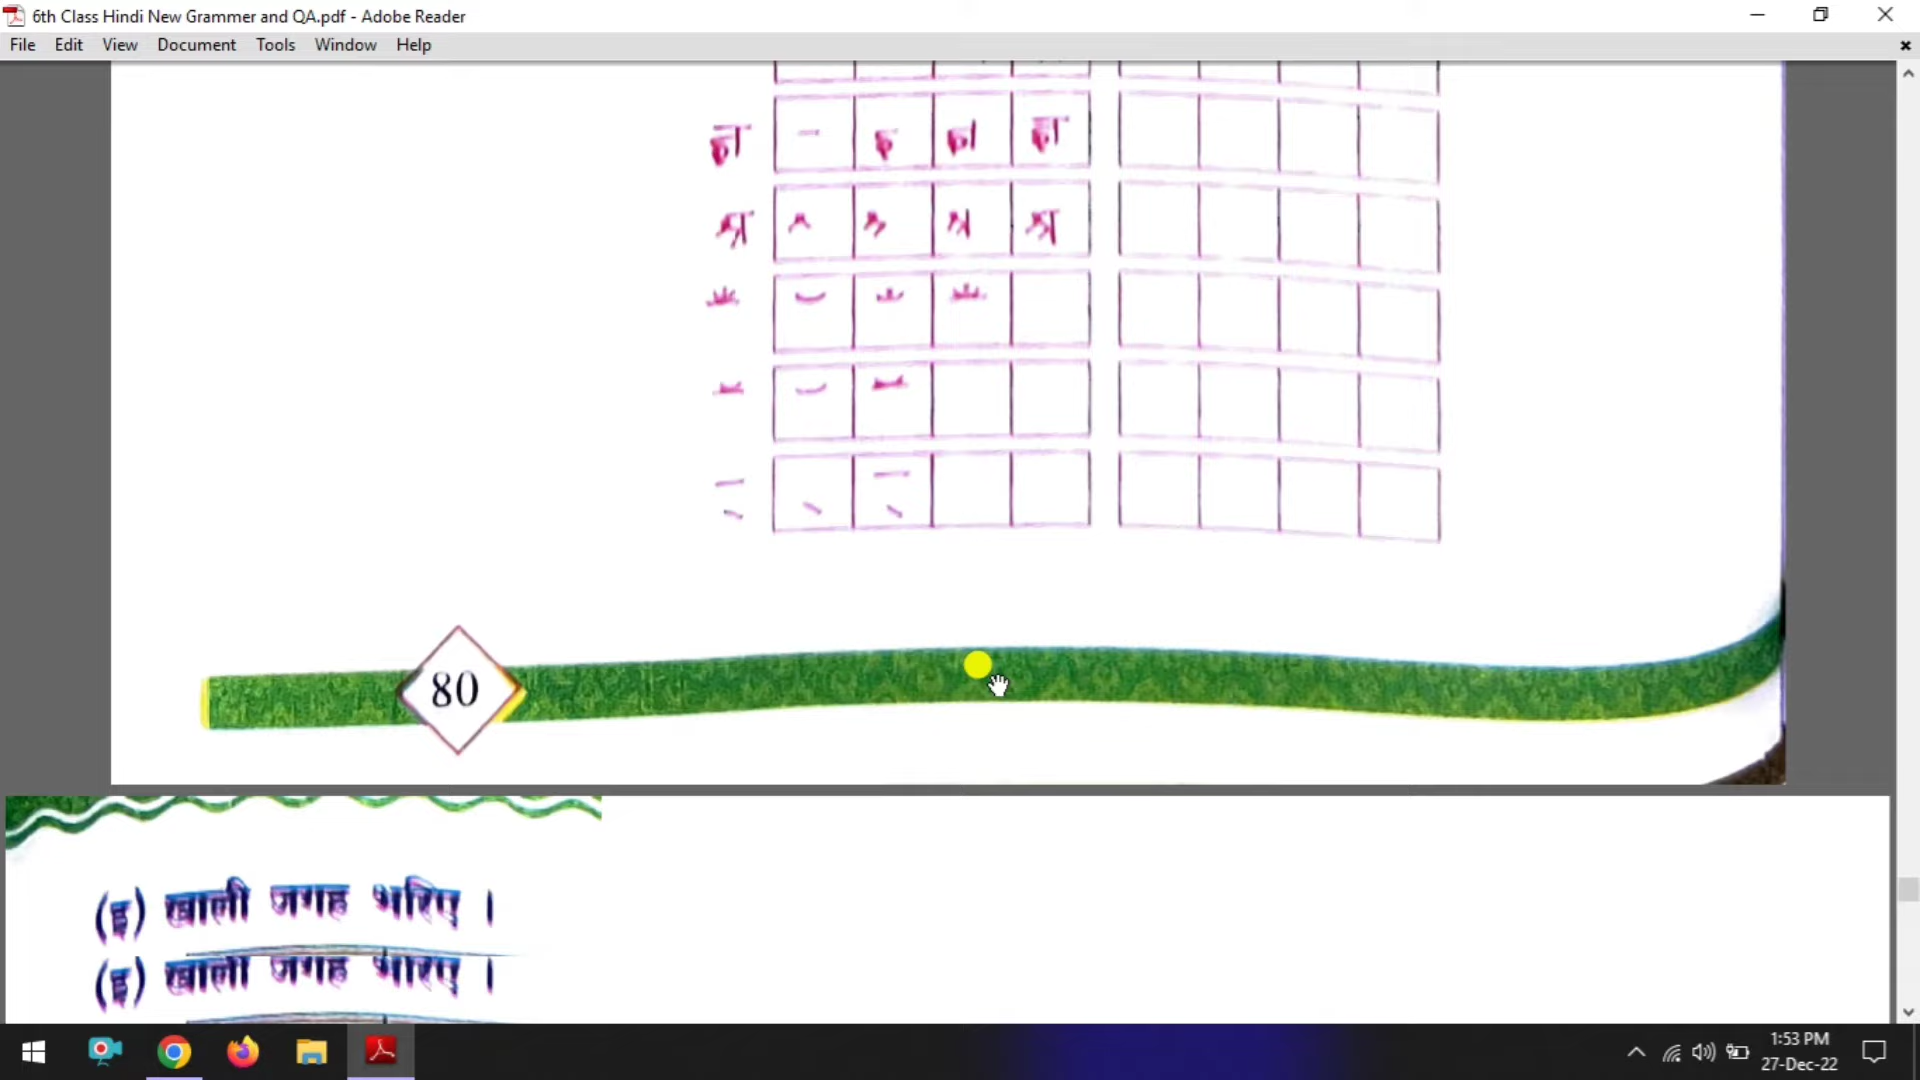 6th Class Hindi New Grammer and QA.pdf - Adobe Reader
File Edit View Document Tools Window Help
श्र श्र
80
(इ) खाली जगह भरिए ।
(इ) खाली जगह भरिए ।
1:53 PM
27-Dec-22